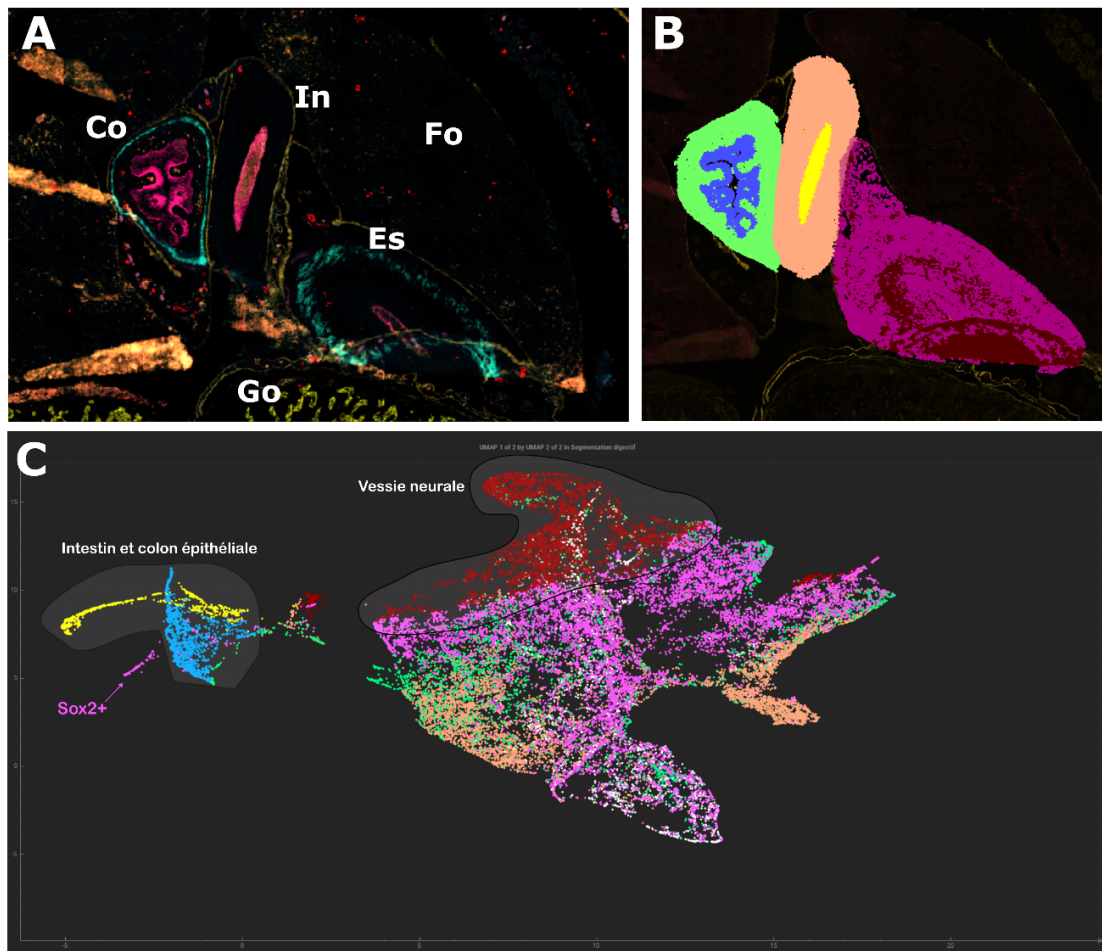 A
In
Co
Fo
Es
Go
B
C
UMAP 1 of 2 by UMAP 2 of 2 in Segmentation digestif
Vessie neurale
Intestin et colon épithéliale
Sox2+
15
10
5
0
-5
-5
0
5
10
15